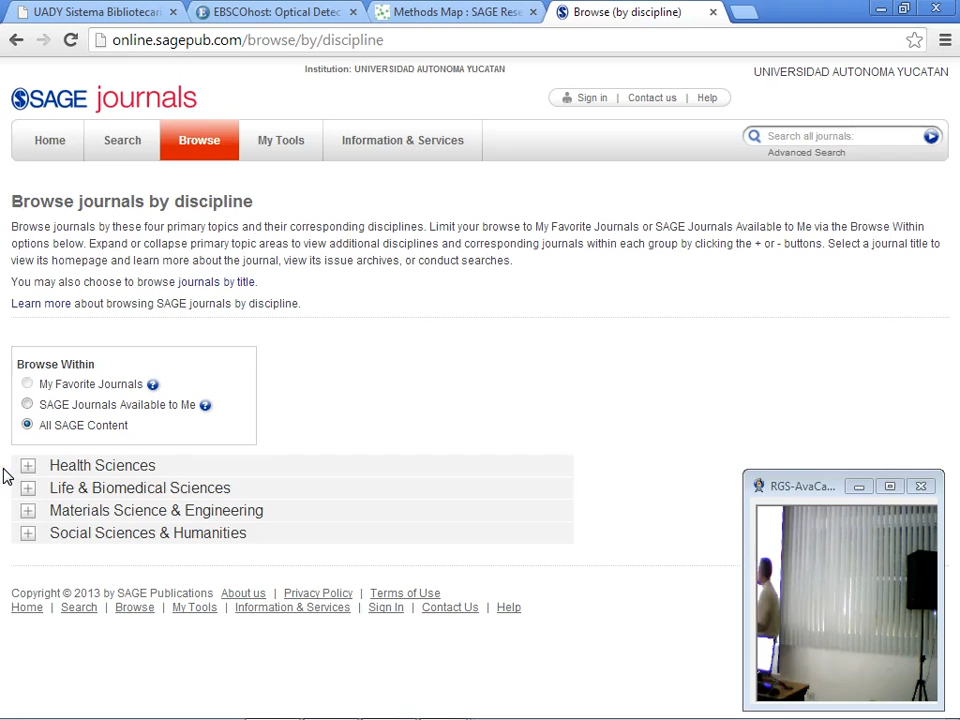 UADY Sistema Bibliotecari
EBSCOhost: Optical Detec
Methods Map : SAGE Rese
Browse (by discipline)
online.sagepub.com/browse/by/discipline
Institution: UNIVERSIDAD AUTONOMA YUCATAN
UNIVERSIDAD AUTONOMA YUCATAN
SAGE journals
Sign in | Contact us | Help
Home Search Browse My Tools Information & Services
Search all journals:
Advanced Search
Browse journals by discipline
Browse journals by these four primary topics and their corresponding disciplines. Limit your browse to My Favorite Journals or SAGE Journals Available to Me via the Browse Within
options below. Expand or collapse primary topic areas to view additional disciplines and corresponding journals within each group by clicking the + or - buttons. Select a journal title to
view its homepage and learn more about the journal, view its issue archives, or conduct searches.
You may also choose to browse journals by title.
Learn more about browsing SAGE journals by discipline.
Browse Within
My Favorite Journals ?
SAGE Journals Available to Me ?
All SAGE Content
Health Sciences
Life & Biomedical Sciences
Materials Science & Engineering
Social Sciences & Humanities
RGS-AvaCa...
Copyright © 2013 by SAGE Publications About us | Privacy Policy | Terms of Use
Home | Search | Browse | My Tools | Information & Services | Sign In | Contact Us | Help